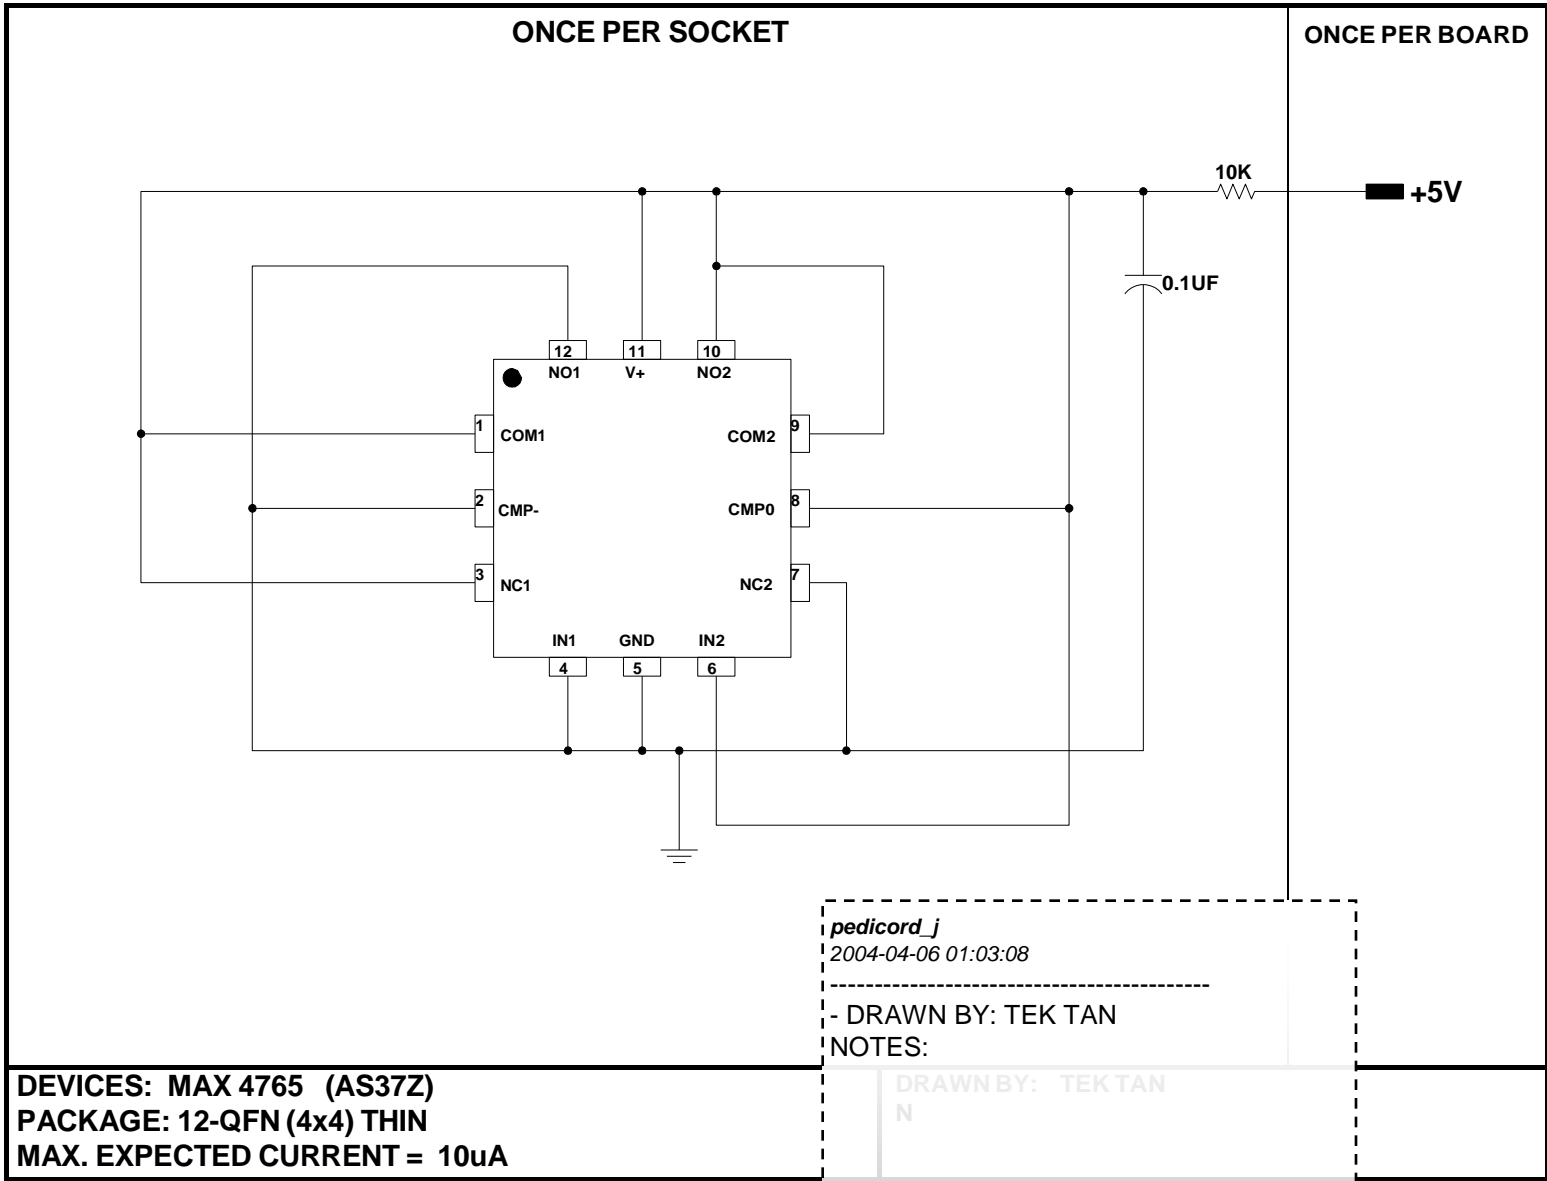 ONCE PER SOCKET
ONCE PER BOARD
10K
+5V
0.1UF
12
11
10
NO1
V+
NO2
1
COM1
COM2
9
2
CMP-
CMP0
8
3
NC1
NC2
7
IN1
GND
IN2
4
5
6
pedicord_j
2004-04-06 01:03:08
------------------------------------------
- DRAWN BY: TEK TAN
NOTES:
DEVICES: MAX 4765 (AS37Z)
PACKAGE: 12-QFN (4x4) THIN
MAX. EXPECTED CURRENT = 10uA
DRAWN BY: TEK TAN
N